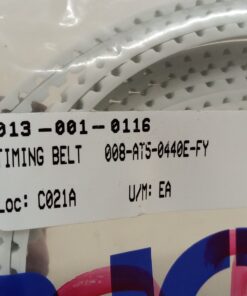 013-001-0116
TIMING BELT 008-AT5-0440E-FY
Loc: C021A U/M: EA